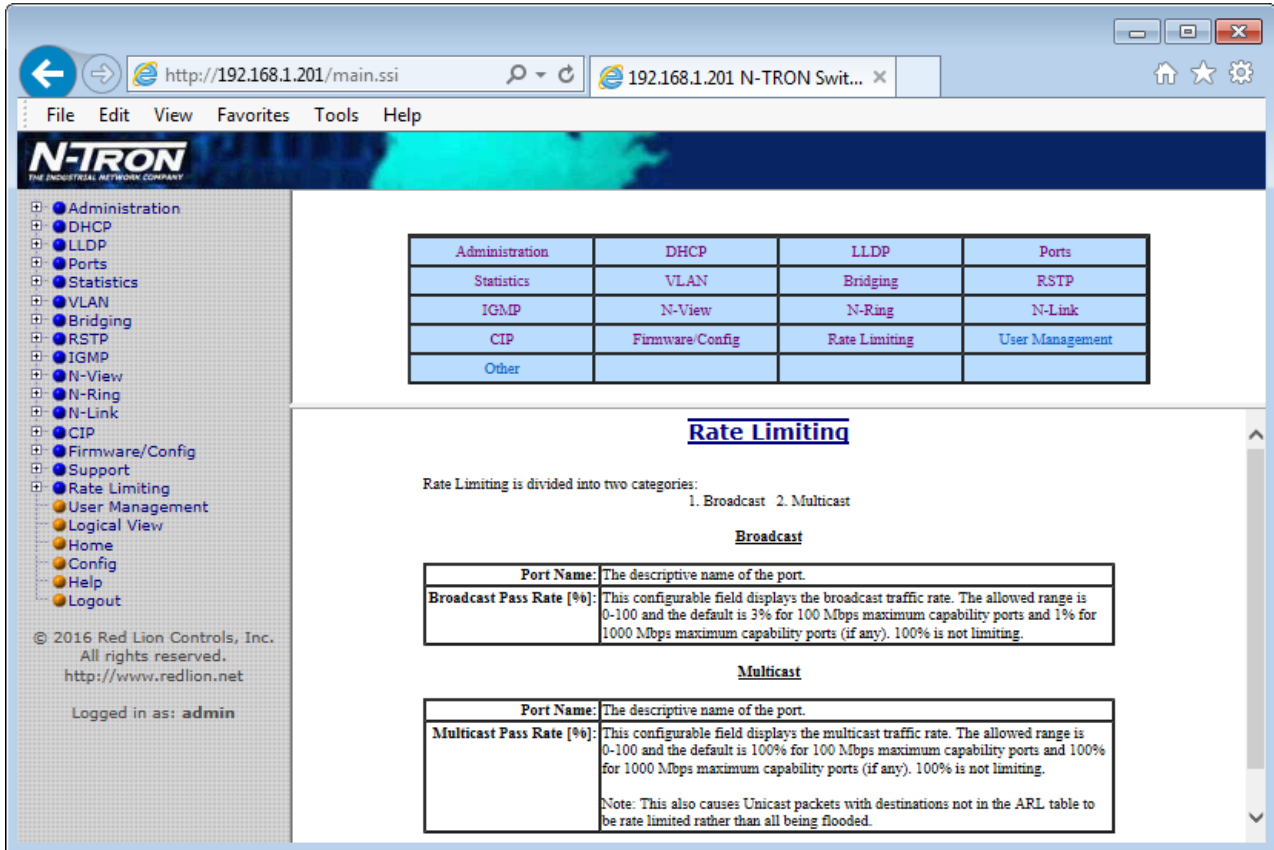 http://192.168.1.201/main.ssi
192.168.1.201 N-TRON Swit...
File Edit View Favorites Tools Help
N-TRON
THE INDUSTRIAL NETWORK COMPANY
Administration
DHCP
LLDP
Ports
Statistics
VLAN
Bridging
RSTP
IGMP
N-View
N-Ring
N-Link
CIP
Firmware/Config
Support
Rate Limiting
User Management
Logical View
Home
Config
Help
Logout
© 2016 Red Lion Controls, Inc.
All rights reserved.
http://www.redlion.net
Logged in as: admin
Administration DHCP LLDP Ports
Statistics VLAN Bridging RSTP
IGMP N-View N-Ring N-Link
CIP Firmware/Config Rate Limiting User Management
Other
Rate Limiting
Rate Limiting is divided into two categories:
1. Broadcast 2. Multicast
Broadcast
Port Name: The descriptive name of the port.
Broadcast Pass Rate [%]: This configurable field displays the broadcast traffic rate. The allowed range is
0-100 and the default is 3% for 100 Mbps maximum capability ports and 1% for
1000 Mbps maximum capability ports (if any). 100% is not limiting.
Multicast
Port Name: The descriptive name of the port.
Multicast Pass Rate [%]: This configurable field displays the multicast traffic rate. The allowed range is
0-100 and the default is 100% for 100 Mbps maximum capability ports and 100%
for 1000 Mbps maximum capability ports (if any). 100% is not limiting.
Note: This also causes Unicast packets with destinations not in the ARL table to
be rate limited rather than all being flooded.